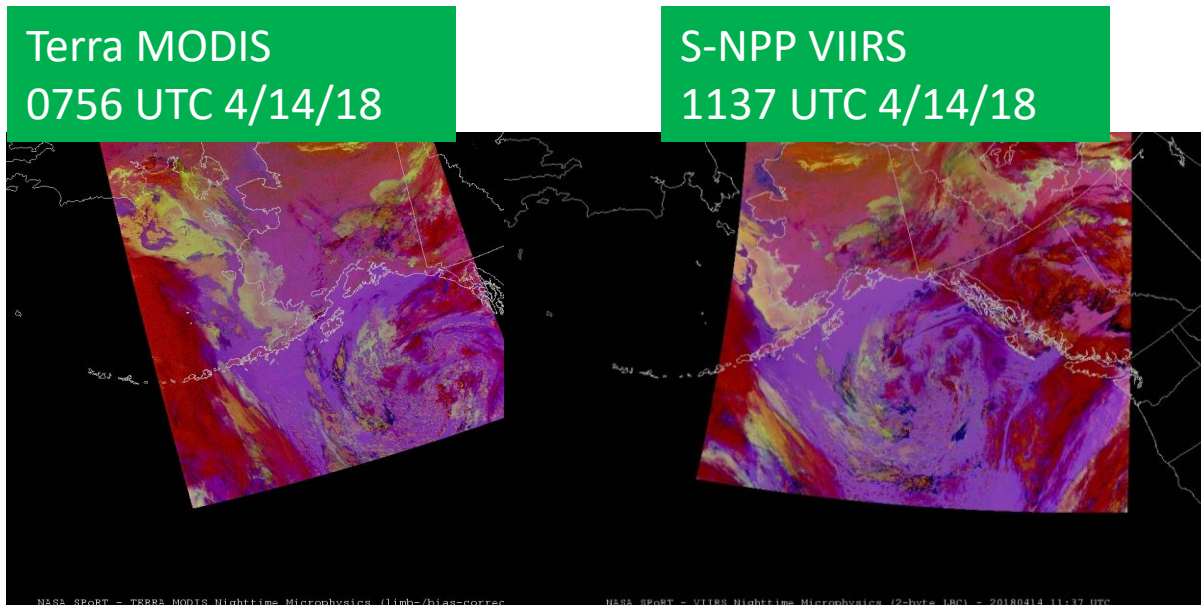 Terra MODIS
0756 UTC 4/14/18
S-NPP VIIRS
1137 UTC 4/14/18
NASA SPoRT - TERRA MODIS Nighttime Microphysics (limb-/bias-correc
NASA SPoRT - VIIRS Nighttime Microphysics (2-byte LBC) - 20180414 11:37 UTC